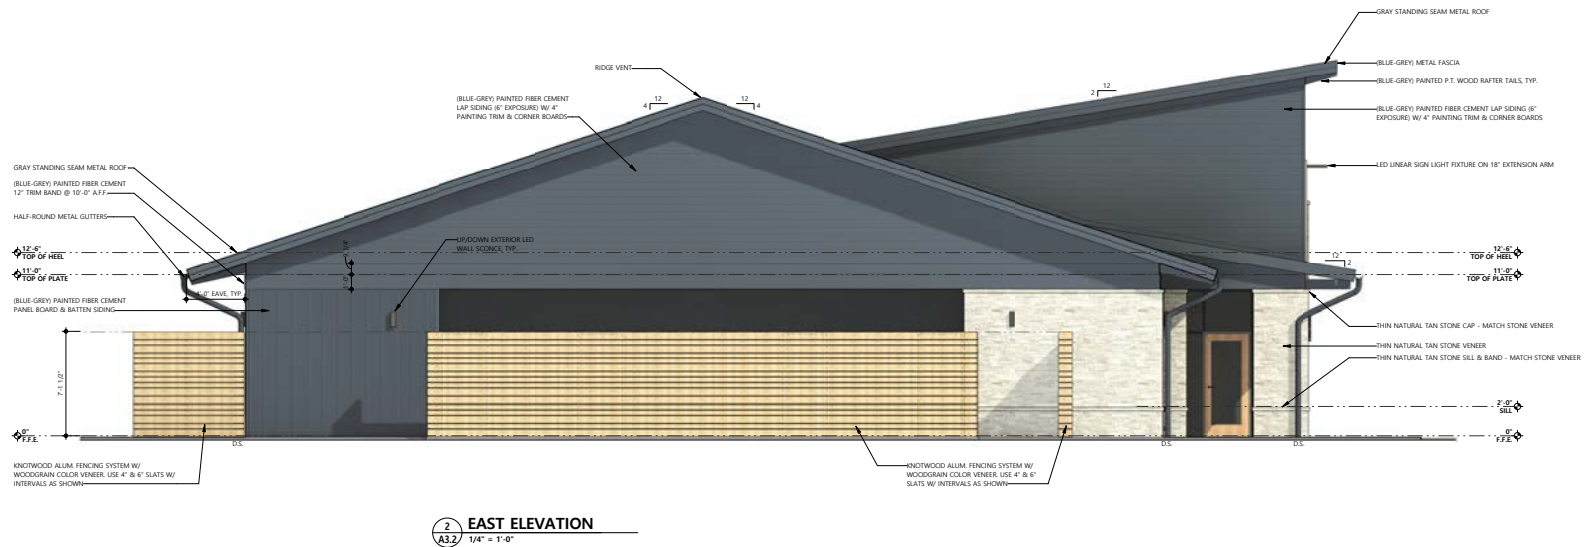 GRAY STANDING SEAM METAL ROOF
RIDGE VENT
(BLUE-GREY) METAL FASCIA
(BLUE-GREY) PAINTED P.T. WOOD RAFTER TAILS, TYP.
(BLUE-GREY) PAINTED FIBER CEMENT
LAP SIDING (6" EXPOSURE) W/ 4"
PAINTING TRIM & CORNER BOARDS
12
4
12
4
12
2
(BLUE-GREY) PAINTED FIBER CEMENT LAP SIDING (6"
EXPOSURE) W/ 4" PAINTING TRIM & CORNER BOARDS
GRAY STANDING SEAM METAL ROOF
LED LINEAR SIGN LIGHT FIXTURE ON 18" EXTENSION ARM
(BLUE-GREY) PAINTED FIBER CEMENT
12" TRIM BAND @ 10'-0" A.F.F.
HALF-ROUND METAL GUTTERS
UP/DOWN EXTERIOR LED
WALL SCONCE, TYP.
12'-6"
TOP OF HEEL
12'-6"
TOP OF HEEL
12
2
11'-0"
TOP OF PLATE
1'-0"
11'-0"
TOP OF PLATE
4'-0" EAVE, TYP.
(BLUE-GREY) PAINTED FIBER CEMENT
PANEL BOARD & BATTEN SIDING
THIN NATURAL TAN STONE CAP - MATCH STONE VENEER
THIN NATURAL TAN STONE VENEER
THIN NATURAL TAN STONE SILL & BAND - MATCH STONE VENEER
7'-1 1/2"
2'-0"
SILL
0"
F.F.E.
0"
F.F.E.
D.S.
D.S.
D.S.
KNOTWOOD ALUM. FENCING SYSTEM W/
WOODGRAIN COLOR VENEER. USE 4" & 6" SLATS W/
INTERVALS AS SHOWN
KNOTWOOD ALUM. FENCING SYSTEM W/
WOODGRAIN COLOR VENEER. USE 4" & 6"
SLATS W/ INTERVALS AS SHOWN
2
A3.2
EAST ELEVATION
1/4" = 1'-0"